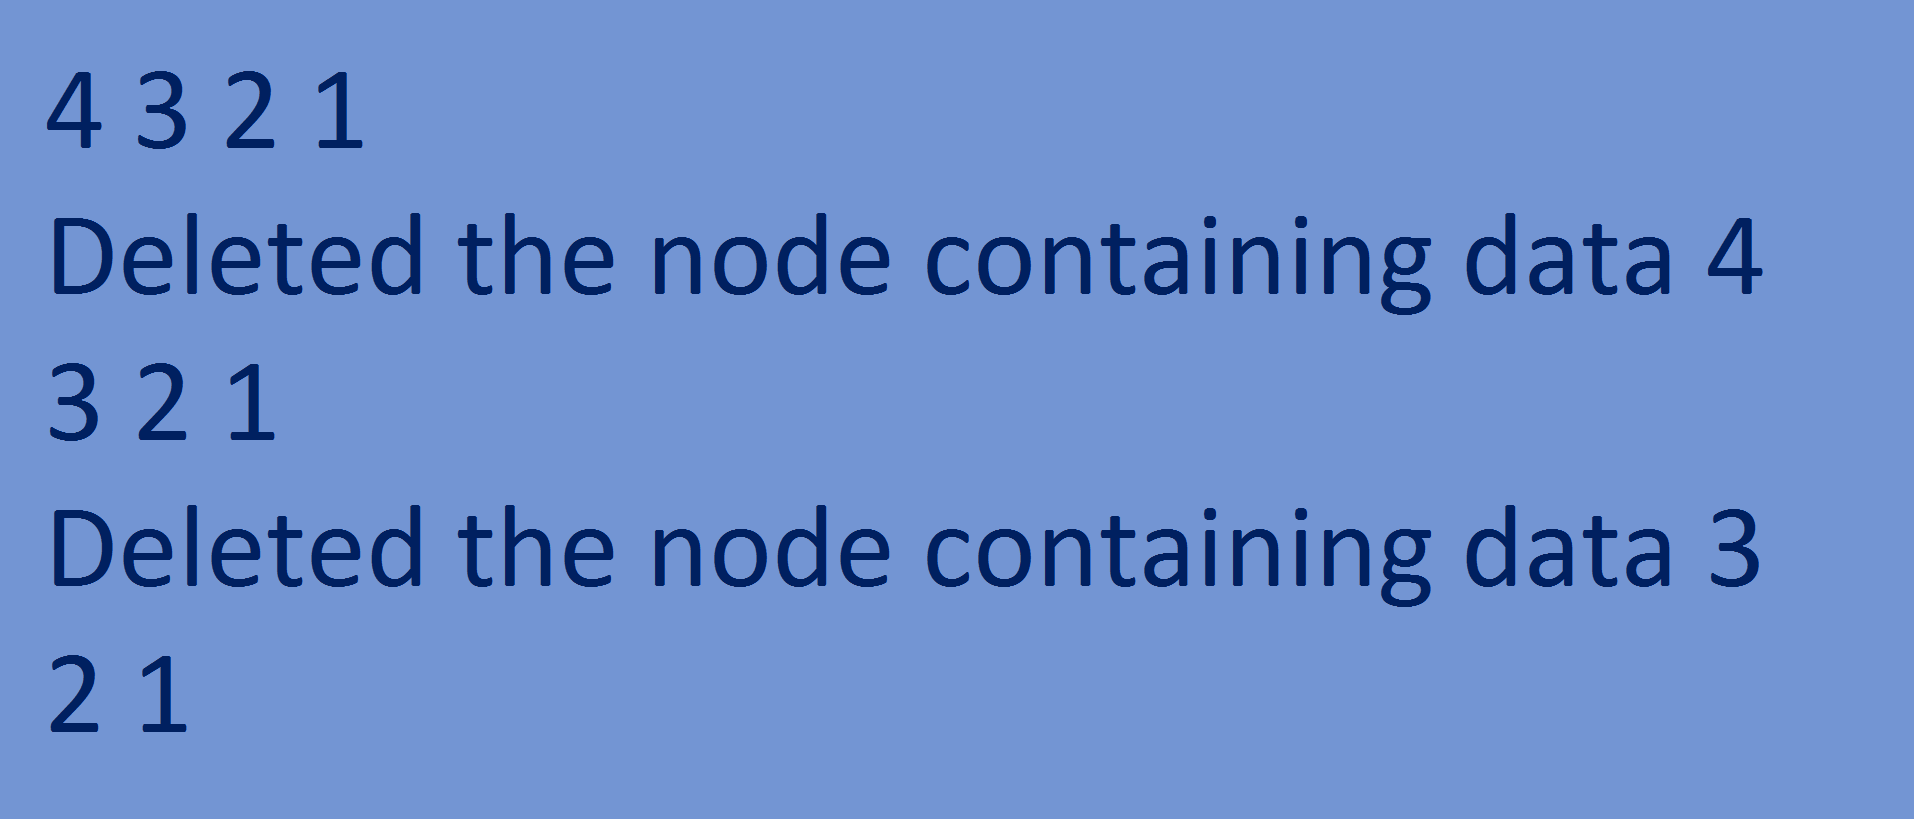 4 3 2 1
Deleted the node containing data 4
3 2 1
Deleted the node containing data 3
2 1